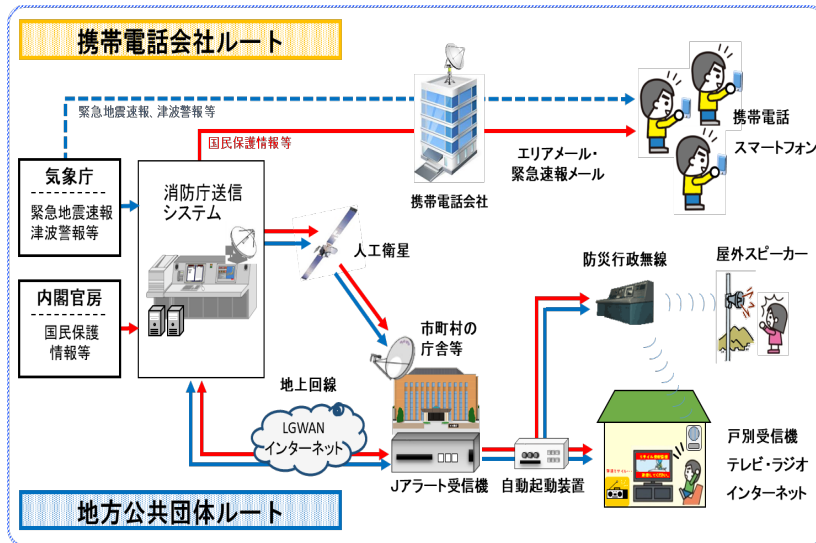 携帯電話会社ルート
緊急地震速報、津波警報等
国民保護情報等
気象庁
緊急地震速報
津波警報等
内閣官房
国民保護
情報等
消防庁送信
システム
人工衛星
携帯電話会社
エリアメール・
緊急速報メール
携帯電話
スマートフォン
防災行政無線
屋外スピーカー
市町村の
庁舎等
地上回線
LGWAN
インターネット
Jアラート受信機
自動起動装置
戸別受信機
テレビ・ラジオ
インターネット
地方公共団体ルート